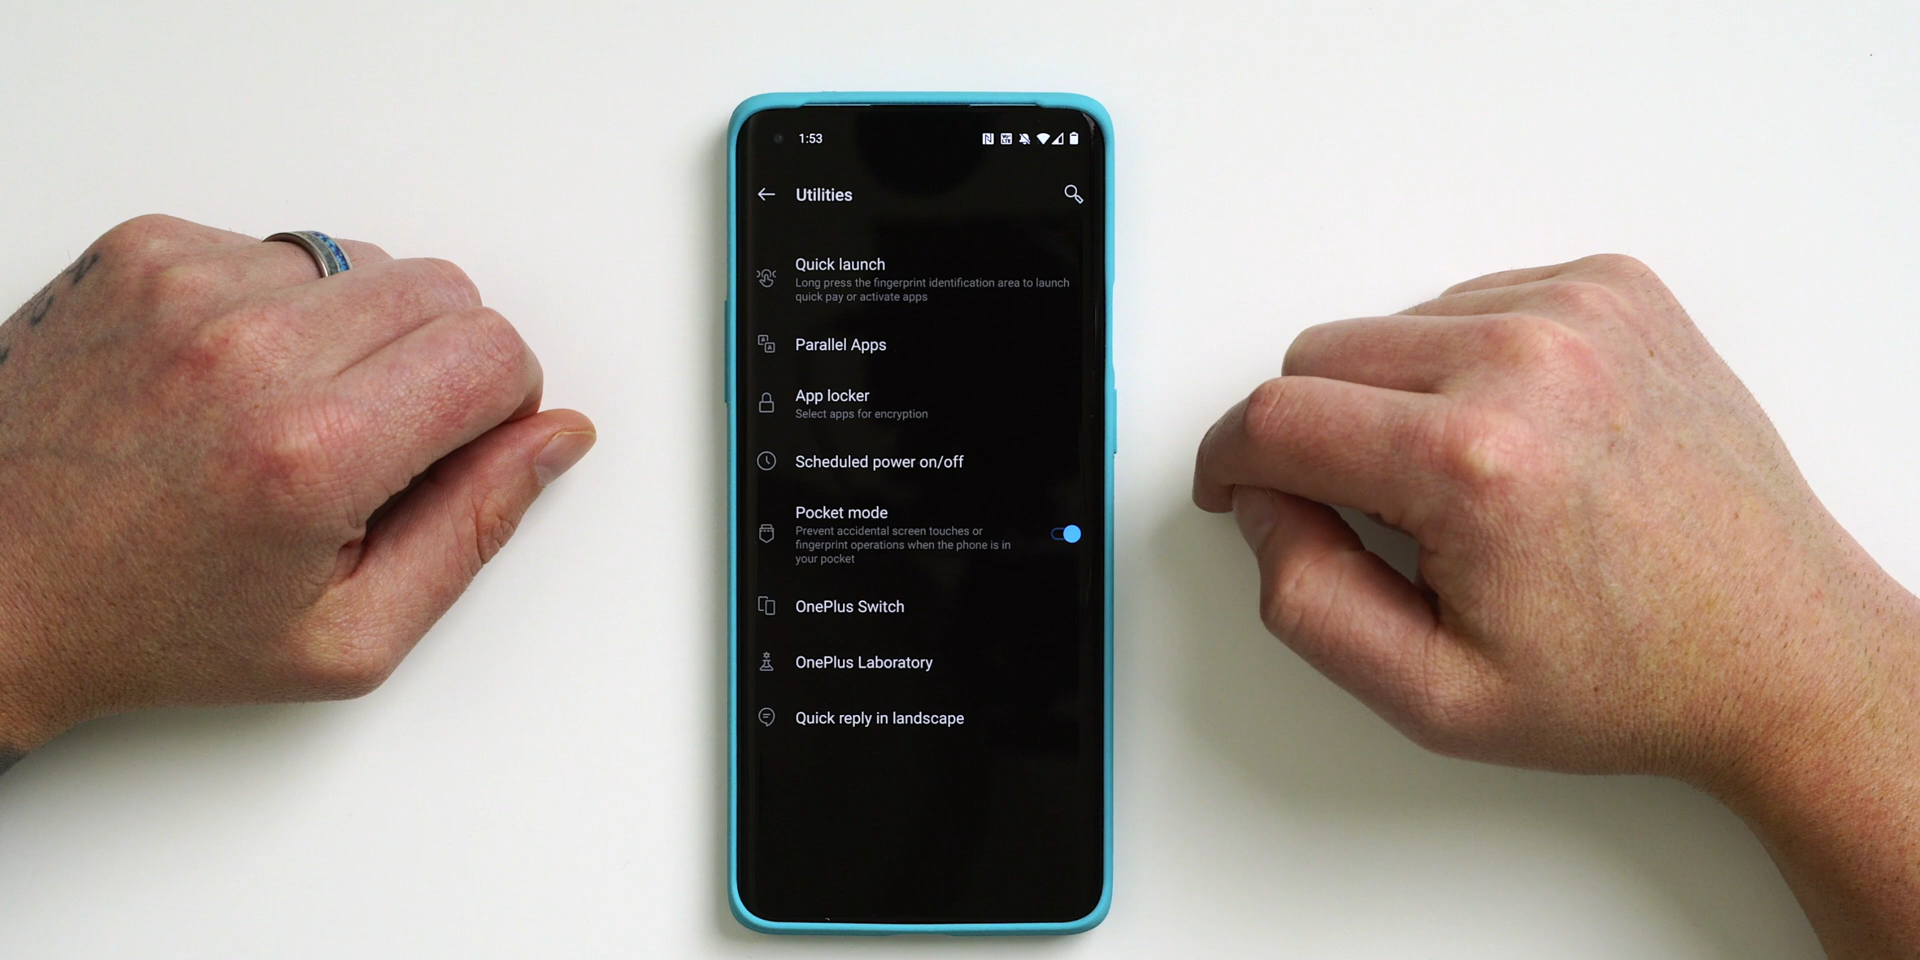 1:53
Utilities
Quick launch
Long press the fingerprint identification area to launch
quick pay or activate apps
Parallel Apps
App locker
Select apps for encryption
Scheduled power on/off
Pocket mode
Prevent accidental screen touches or
fingerprint operations when the phone is in
your pocket
OnePlus Switch
OnePlus Laboratory
Quick reply in landscape